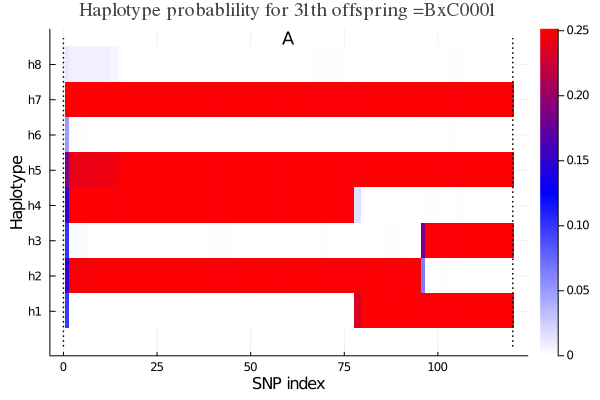 Haplotype probablility for 31th offspring =BxC0001
A
Haplotype
h8
h7
h6
h5
h4
h3
h2
h1
0
25
50
75
100
SNP index
0.25
0.20
0.15
0.10
0.05
0